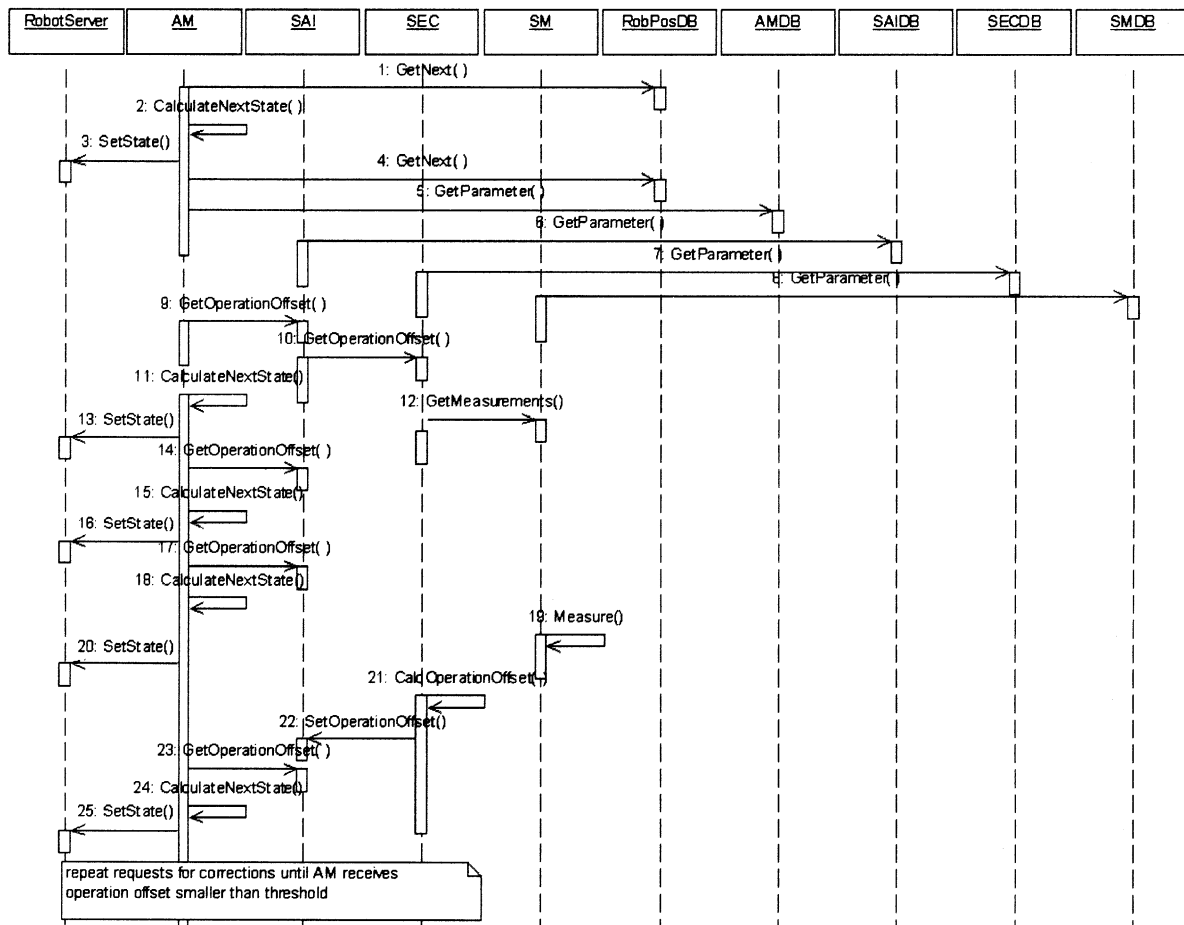 RobotServer AM SAI SEC SM RobPosDB AMDB SAIDB SECDB SMDB
1: GetNext( )
2: CalculateNextState( )
3: SetState()
4: GetNext( )
5: GetParameter( )
6: GetParameter( )
7: GetParameter( )
8: GetParameter( )
9: GetOperationOffset( )
10: GetOperationOffset( )
11: CalculateNextState()
12: GetMeasurements()
13: SetState()
14: GetOperationOffset( )
15: CalculateNextState()
16: SetState()
17: GetOperationOffset( )
18: CalculateNextState()
19: Measure()
20: SetState()
21: CalcOperationOffset( )
22: SetOperationOffset()
23: GetOperationOffset( )
24: CalculateNextState()
25: SetState()
repeat requests for corrections until AM receives
operation offset smaller than threshold